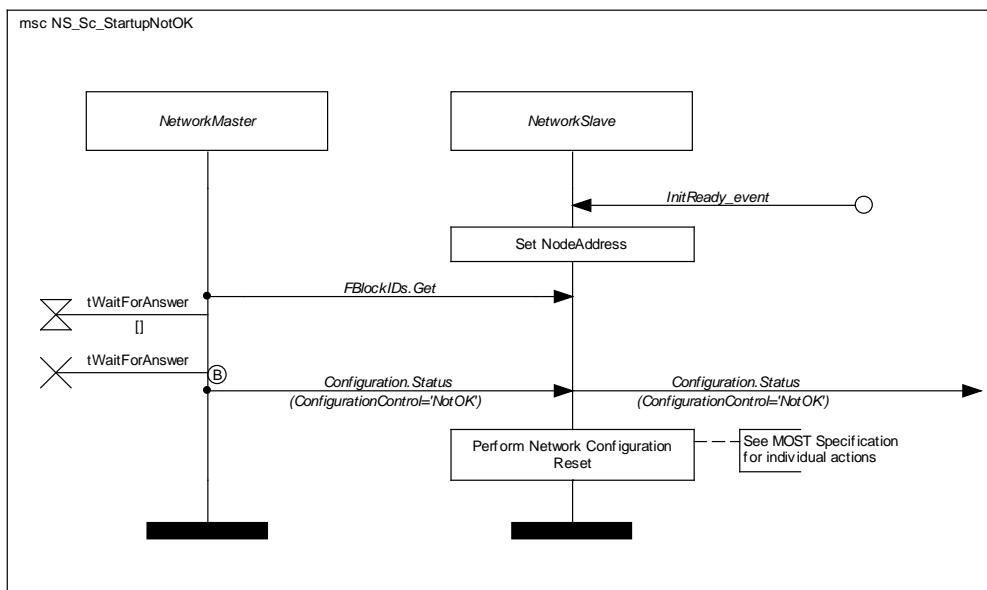 msc NS_Sc_StartupNotOK
NetworkMaster
NetworkSlave
InitReady_event
Set NodeAddress
FBlockIDs.Get
tWaitForAnswer
[]
tWaitForAnswer
B
Configuration.Status
(ConfigurationControl='NotOK')
Configuration.Status
(ConfigurationControl='NotOK')
Perform Network Configuration
Reset
See MOST Specification
for individual actions